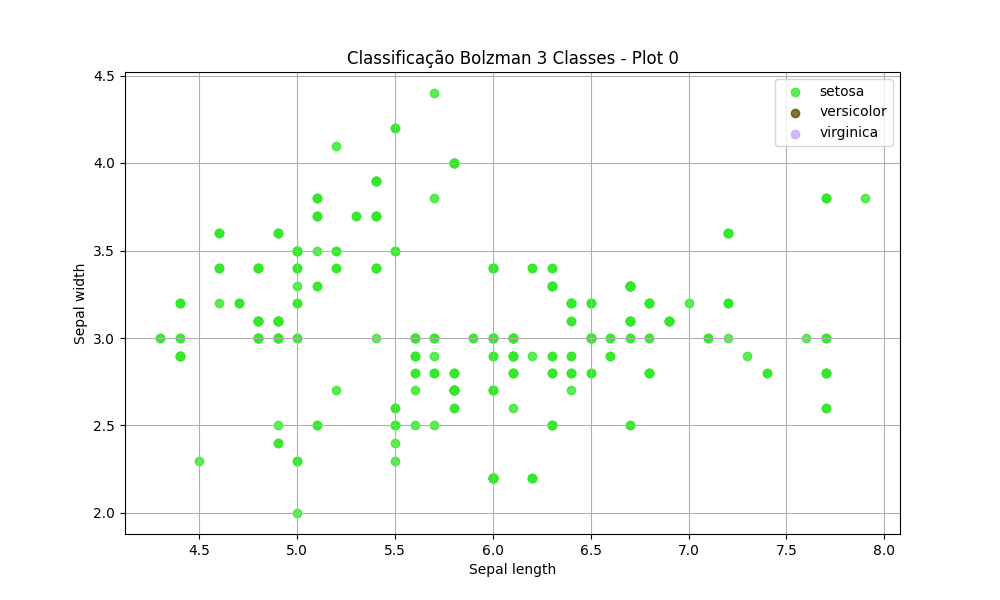 Classificação Bolzman 3 Classes - Plot 0
setosa
versicolor
virginica
4.5
4.0
3.5
3.0
2.5
2.0
Sepal width
4.5
5.0
5.5
6.0
6.5
7.0
7.5
8.0
Sepal length